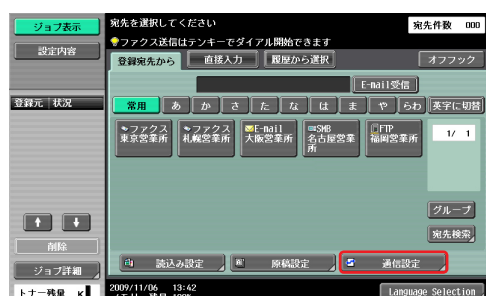 ジョブ表示
宛先を選択してください
宛先件数 000
設定内容
ファクス送信はテンキーでダイアル開始できます
登録宛先から
直接入力
履歴から選択
オフフック
E-mail受信
登録元 状況
常用
あ
か
さ
た
な
は
ま
や
らわ
英字に切替
ファクス
東京営業所
ファクス
札幌営業所
E-mail
大阪営業所
SMB
名古屋営業
所
FTP
福岡営業所
1/ 1
グループ
宛先検索
削除
ジョブ詳細
読込み設定
原稿設定
通信設定
トナー残量 K
2009/11/06 13:42
Language Selection